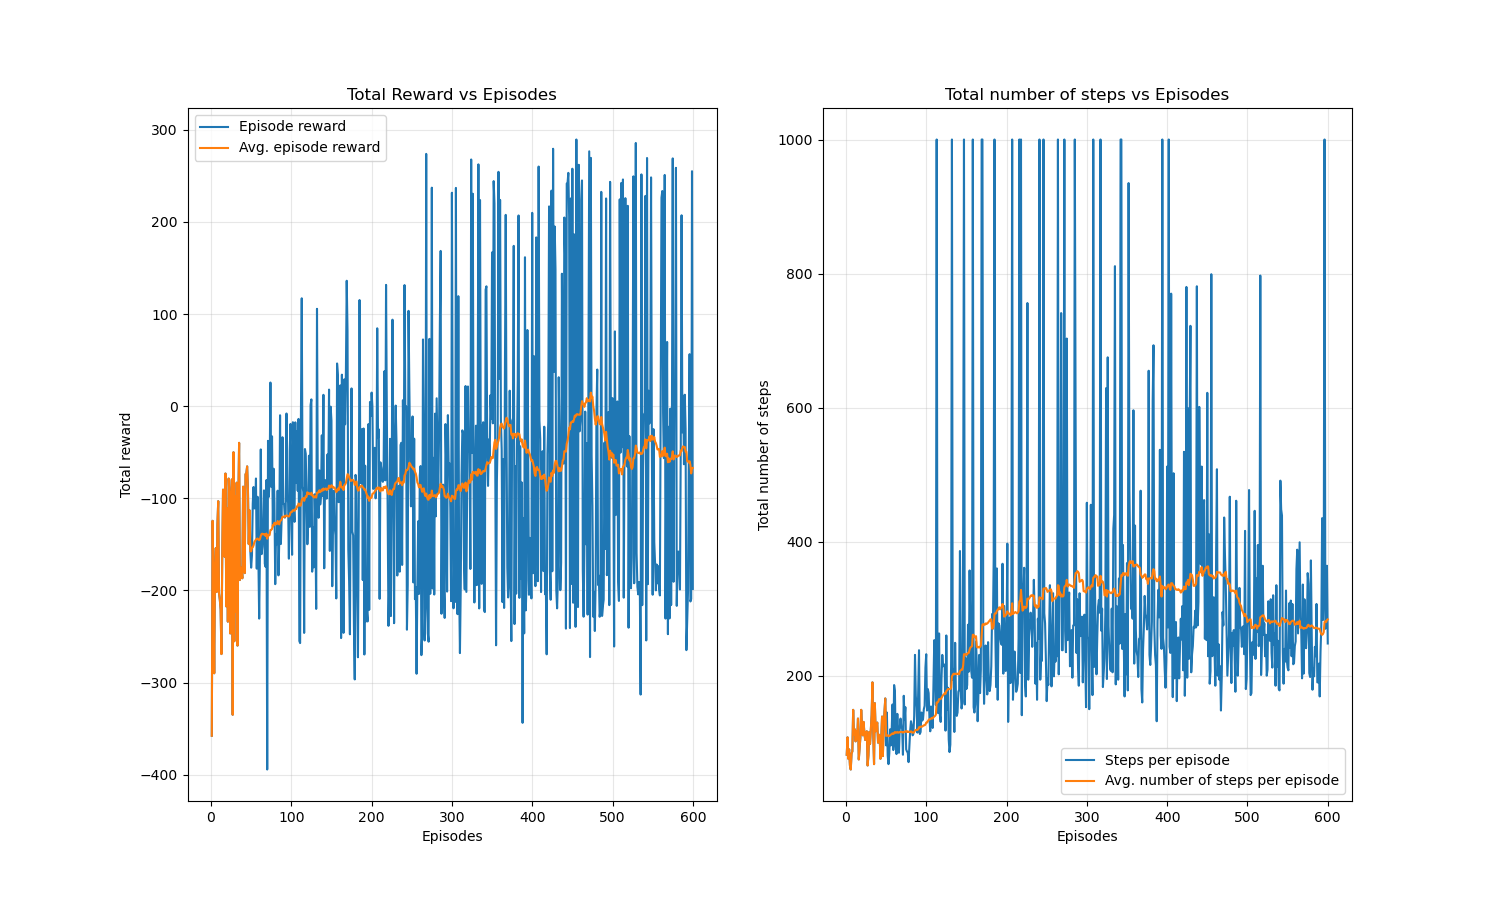 Total Reward vs Episodes
Episode reward
Avg. episode reward
300
200
100
0
−100
−200
−300
−400
Total reward
0 100 200 300 400 500 600
Episodes
Total number of steps vs Episodes
1000
800
600
400
200
Total number of steps
Steps per episode
Avg. number of steps per episode
0 100 200 300 400 500 600
Episodes